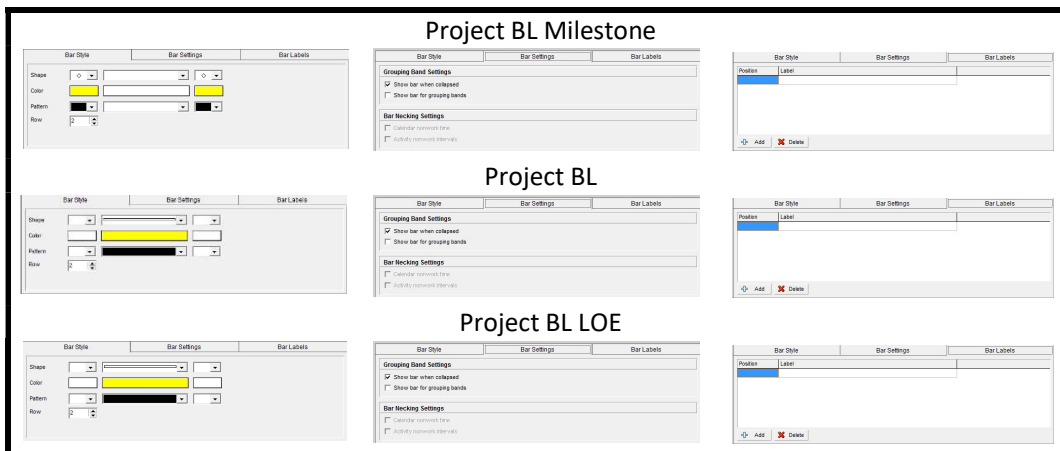 Project BL Milestone
Bar Style Bar Settings Bar Labels
Shape
Color
Pattern
Row 2
Bar Style Bar Settings Bar Labels
Grouping Band Settings
Show bar when collapsed
Show bar for grouping bands
Bar Necking Settings
Calendar nonwork time
Activity nonwork intervals
Bar Style Bar Settings Bar Labels
Position Label
Add Delete
Project BL
Bar Style Bar Settings Bar Labels
Shape
Color
Pattern
Row 2
Bar Style Bar Settings Bar Labels
Grouping Band Settings
Show bar when collapsed
Show bar for grouping bands
Bar Necking Settings
Calendar nonwork time
Activity nonwork intervals
Bar Style Bar Settings Bar Labels
Position Label
Add Delete
Project BL LOE
Bar Style Bar Settings Bar Labels
Shape
Color
Pattern
Row 2
Bar Style Bar Settings Bar Labels
Grouping Band Settings
Show bar when collapsed
Show bar for grouping bands
Bar Necking Settings
Calendar nonwork time
Activity nonwork intervals
Bar Style Bar Settings Bar Labels
Position Label
Add Delete